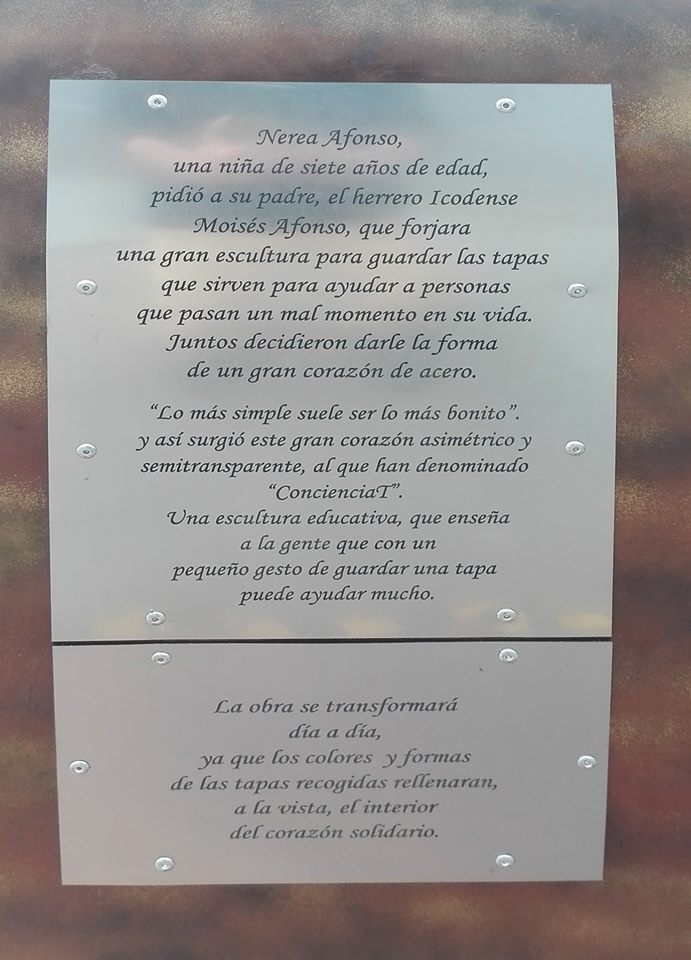 Nerea Afonso,
una niña de siete años de edad,
pidió a su padre, el herrero Icodense
Moisés Afonso, que forjara
una gran escultura para guardar las tapas
que sirven para ayudar a personas
que pasan un mal momento en su vida.
Juntos decidieron darle la forma
de un gran corazón de acero.
“Lo más simple suele ser lo más bonito”.
y así surgió este gran corazón asimétrico y
semitransparente, al que han denominado
“ConcienciaT”.
Una escultura educativa, que enseña
a la gente que con un
pequeño gesto de guardar una tapa
puede ayudar mucho.
La obra se transformará
día a día,
ya que los colores y formas
de las tapas recogidas rellenaran,
a la vista, el interior
del corazón solidario.